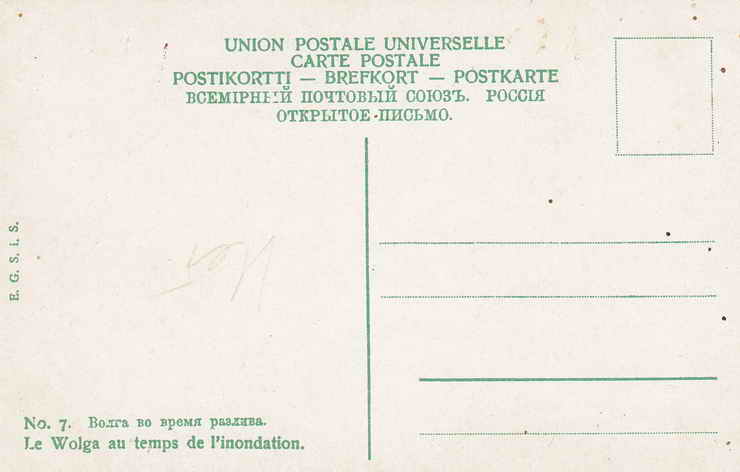 UNION POSTALE UNIVERSELLE
CARTE POSTALE
POSTIKORTTI — BREFKORT — POSTKARTE
ВСЕМІРНЫЙ ПОЧТОВЫЙ СОЮЗЪ. РОССІЯ
ОТКРЫТОЕ ПИСЬМО.
E. G. S. i. S.
No. 7. Волга во время разлива.
Le Wolga au temps de l'inondation.